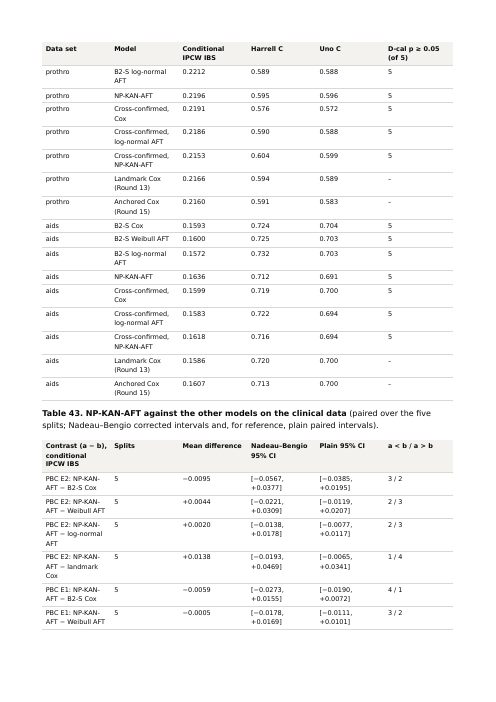 Data set Model Conditional IPCW IBS Harrell C Uno C D-cal p ≥ 0.05 (of 5)
prothro B2-S log-normal AFT 0.2212 0.589 0.588 5
prothro NP-KAN-AFT 0.2196 0.595 0.596 5
prothro Cross-confirmed, Cox 0.2191 0.576 0.572 5
prothro Cross-confirmed, log-normal AFT 0.2186 0.590 0.588 5
prothro Cross-confirmed, NP-KAN-AFT 0.2153 0.604 0.599 5
prothro Landmark Cox (Round 13) 0.2166 0.594 0.589 –
prothro Anchored Cox (Round 15) 0.2160 0.591 0.583 –
aids B2-S Cox 0.1593 0.724 0.704 5
aids B2-S Weibull AFT 0.1600 0.725 0.703 5
aids B2-S log-normal AFT 0.1572 0.732 0.703 5
aids NP-KAN-AFT 0.1636 0.712 0.691 5
aids Cross-confirmed, Cox 0.1599 0.719 0.700 5
aids Cross-confirmed, log-normal AFT 0.1583 0.722 0.694 5
aids Cross-confirmed, NP-KAN-AFT 0.1618 0.716 0.694 5
aids Landmark Cox (Round 13) 0.1586 0.720 0.700 –
aids Anchored Cox (Round 15) 0.1607 0.713 0.700 –
Table 43. NP-KAN-AFT against the other models on the clinical data (paired over the five
splits; Nadeau–Bengio corrected intervals and, for reference, plain paired intervals).
Contrast (a − b), conditional IPCW IBS Splits Mean difference Nadeau–Bengio 95% CI Plain 95% CI a < b / a > b
PBC E2: NP-KAN-AFT − B2-S Cox 5 −0.0095 [−0.0567, +0.0377] [−0.0385, +0.0195] 3 / 2
PBC E2: NP-KAN-AFT − Weibull AFT 5 +0.0044 [−0.0221, +0.0309] [−0.0119, +0.0207] 2 / 3
PBC E2: NP-KAN-AFT − log-normal AFT 5 +0.0020 [−0.0138, +0.0178] [−0.0077, +0.0117] 2 / 3
PBC E2: NP-KAN-AFT − landmark Cox 5 +0.0138 [−0.0193, +0.0469] [−0.0065, +0.0341] 1 / 4
PBC E1: NP-KAN-AFT − B2-S Cox 5 −0.0059 [−0.0273, +0.0155] [−0.0190, +0.0072] 4 / 1
PBC E1: NP-KAN-AFT − Weibull AFT 5 −0.0005 [−0.0178, +0.0169] [−0.0111, +0.0101] 3 / 2